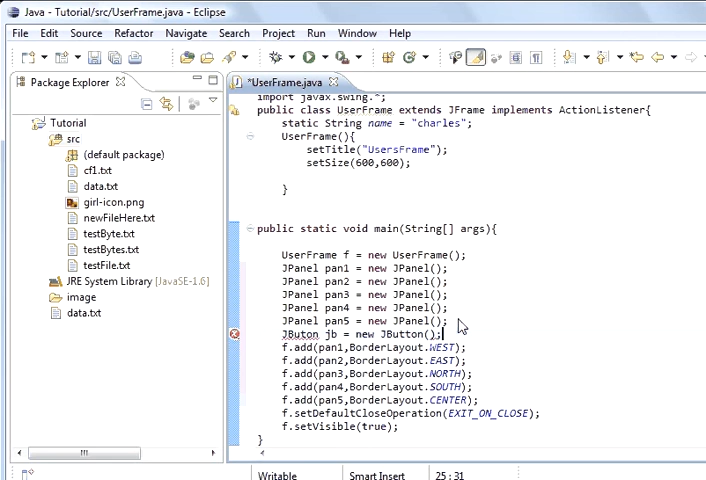 Java - Tutorial/src/UserFrame.java - Eclipse
File Edit Source Refactor Navigate Search Project Run Window Help
Package Explorer
*UserFrame.java
Tutorial
src
(default package)
cf1.txt
data.txt
girl-icon.png
newFileHere.txt
testByte.txt
testBytes.txt
testFile.txt
JRE System Library [JavaSE-1.6]
image
data.txt
import javax.swing.*;
public class UserFrame extends JFrame implements ActionListener{
static String name = "charles";
UserFrame(){
setTitle("UsersFrame");
setSize(600,600);
}
public static void main(String[] args){
UserFrame f = new UserFrame();
JPanel pan1 = new JPanel();
JPanel pan2 = new JPanel();
JPanel pan3 = new JPanel();
JPanel pan4 = new JPanel();
JPanel pan5 = new JPanel();
JButon jb = new JButton();
f.add(pan1,BorderLayout.WEST);
f.add(pan2,BorderLayout.EAST);
f.add(pan3,BorderLayout.NORTH);
f.add(pan4,BorderLayout.SOUTH);
f.add(pan5,BorderLayout.CENTER);
f.setDefaultCloseOperation(EXIT_ON_CLOSE);
f.setVisible(true);
}
Writable Smart Insert 25 : 31